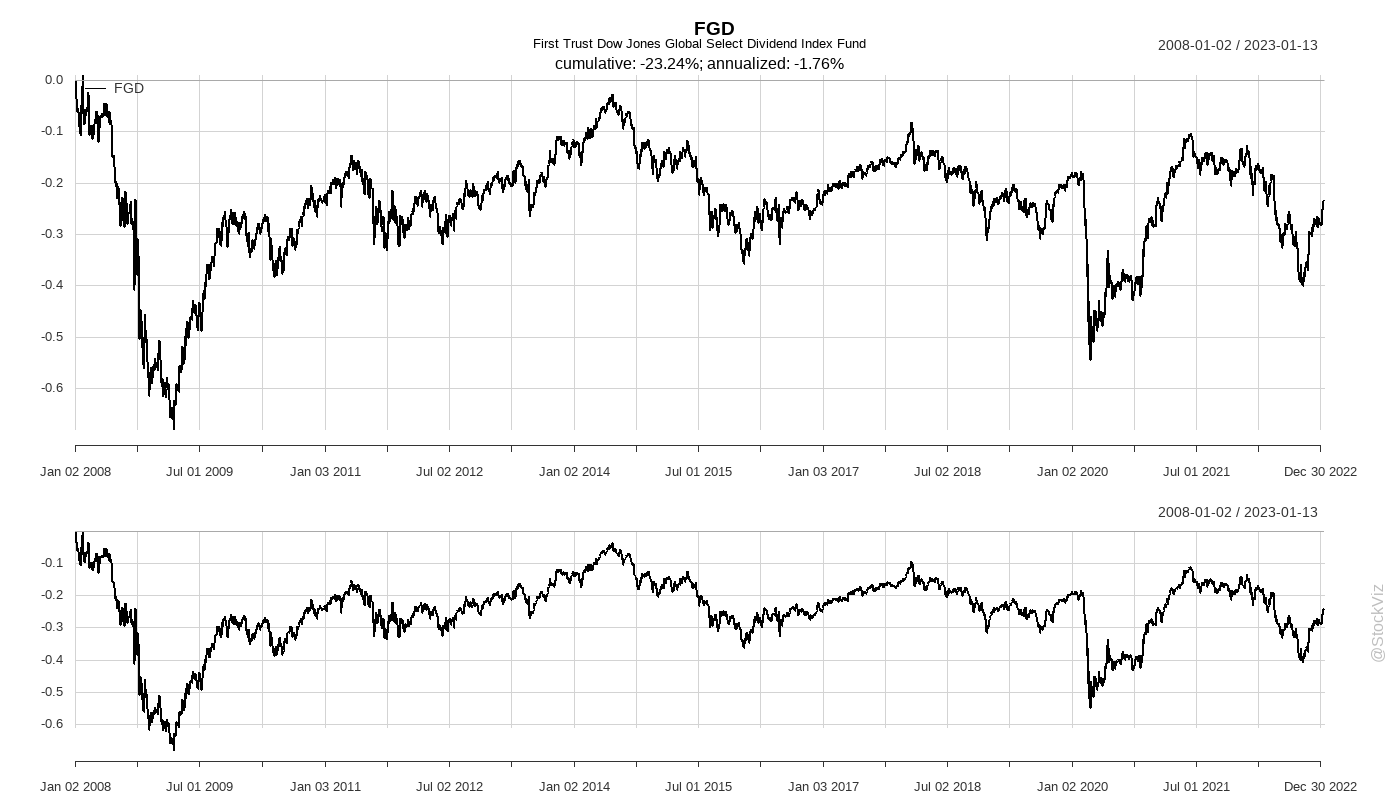 FGD
First Trust Dow Jones Global Select Dividend Index Fund
cumulative: -23.24%; annualized: -1.76%
2008-01-02 / 2023-01-13
FGD
0.0
-0.1
-0.2
-0.3
-0.4
-0.5
-0.6
Jan 02 2008 Jul 01 2009 Jan 03 2011 Jul 02 2012 Jan 02 2014 Jul 01 2015 Jan 03 2017 Jul 02 2018 Jan 02 2020 Jul 01 2021 Dec 30 2022
2008-01-02 / 2023-01-13
-0.1
-0.2
-0.3
-0.4
-0.5
-0.6
Jan 02 2008 Jul 01 2009 Jan 03 2011 Jul 02 2012 Jan 02 2014 Jul 01 2015 Jan 03 2017 Jul 02 2018 Jan 02 2020 Jul 01 2021 Dec 30 2022
@StockViz